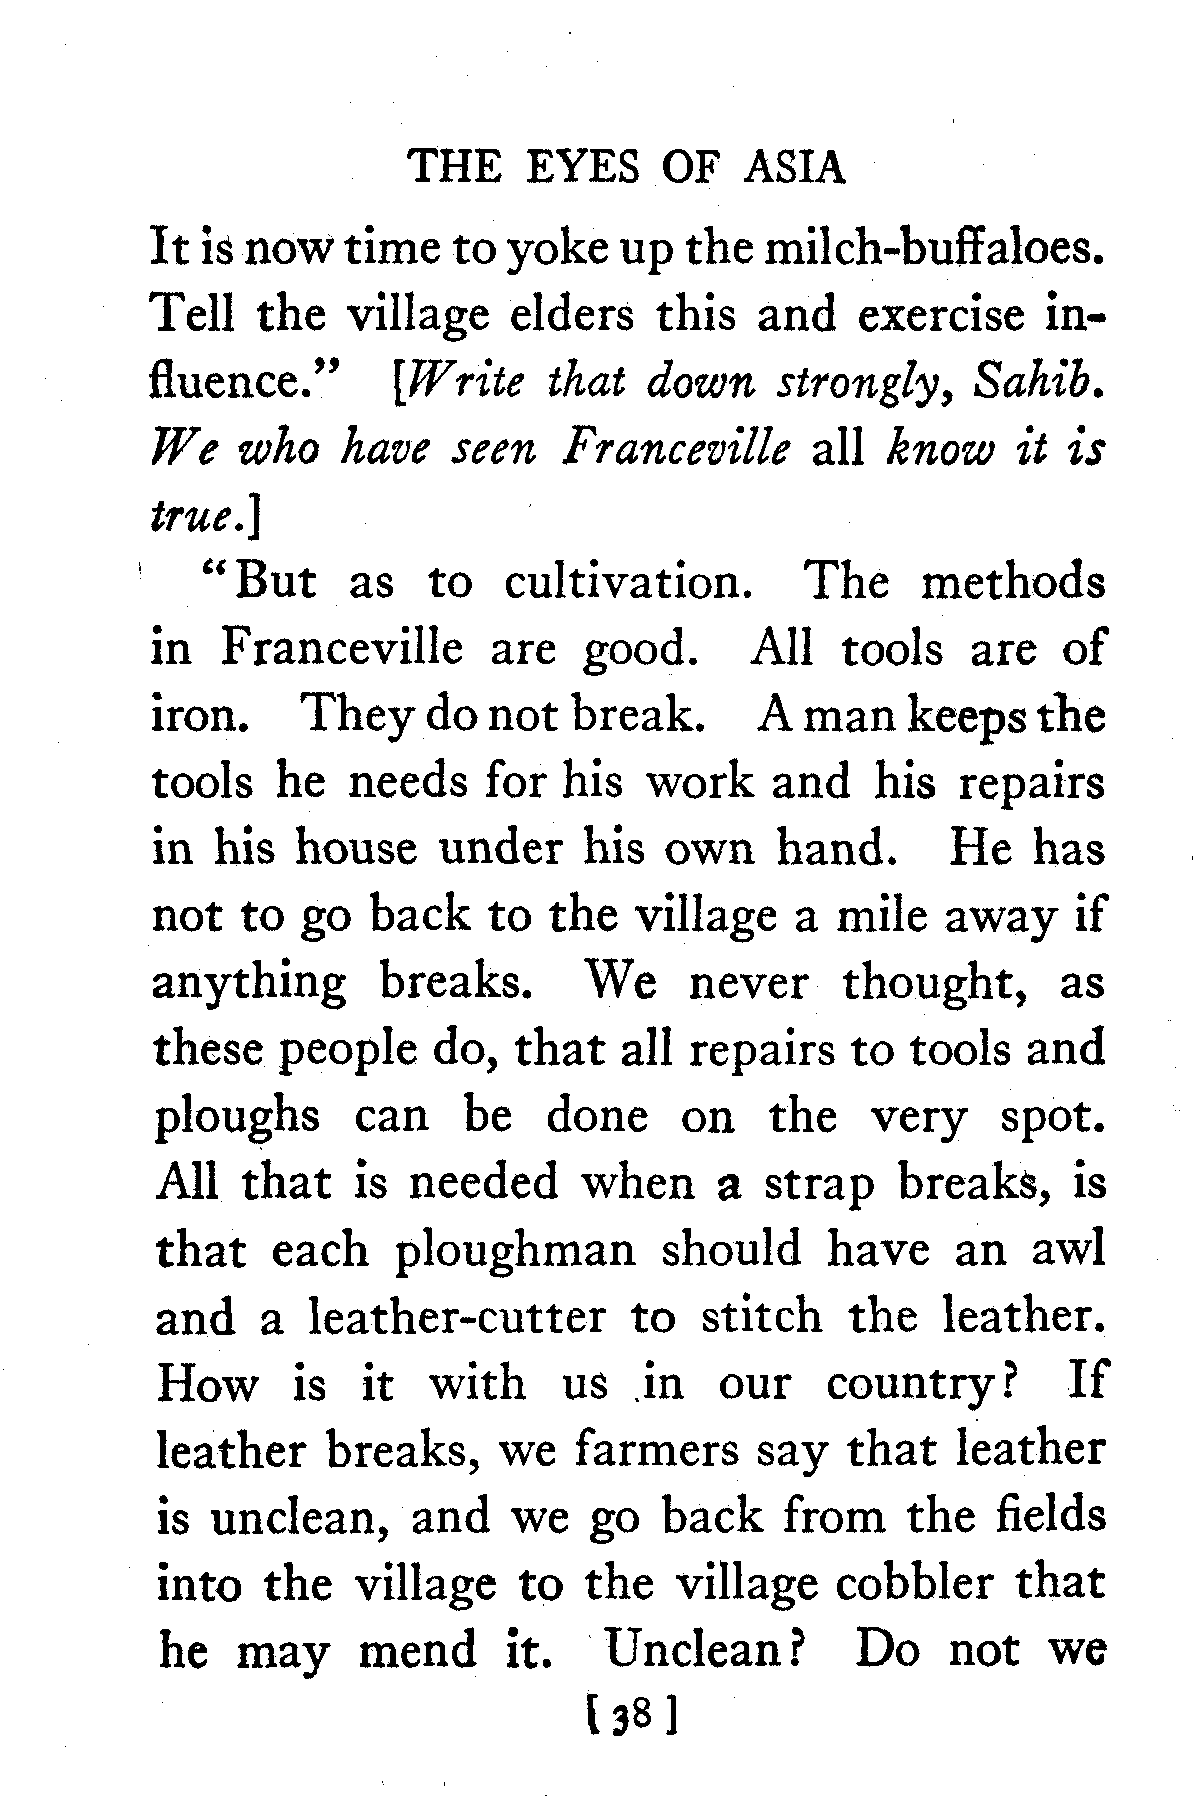 THE EYES OF ASIA
It is now time to yoke up the milch-buffaloes.
Tell the village elders this and exercise in-
fluence.” [Write that down strongly, Sahib.
We who have seen Franceville all know it is
true.]
“But as to cultivation. The methods
in Franceville are good. All tools are of
iron. They do not break. A man keeps the
tools he needs for his work and his repairs
in his house under his own hand. He has
not to go back to the village a mile away if
anything breaks. We never thought, as
these people do, that all repairs to tools and
ploughs can be done on the very spot.
All that is needed when a strap breaks, is
that each ploughman should have an awl
and a leather-cutter to stitch the leather.
How is it with us in our country? If
leather breaks, we farmers say that leather
is unclean, and we go back from the fields
into the village to the village cobbler that
he may mend it. Unclean? Do not we
[38]